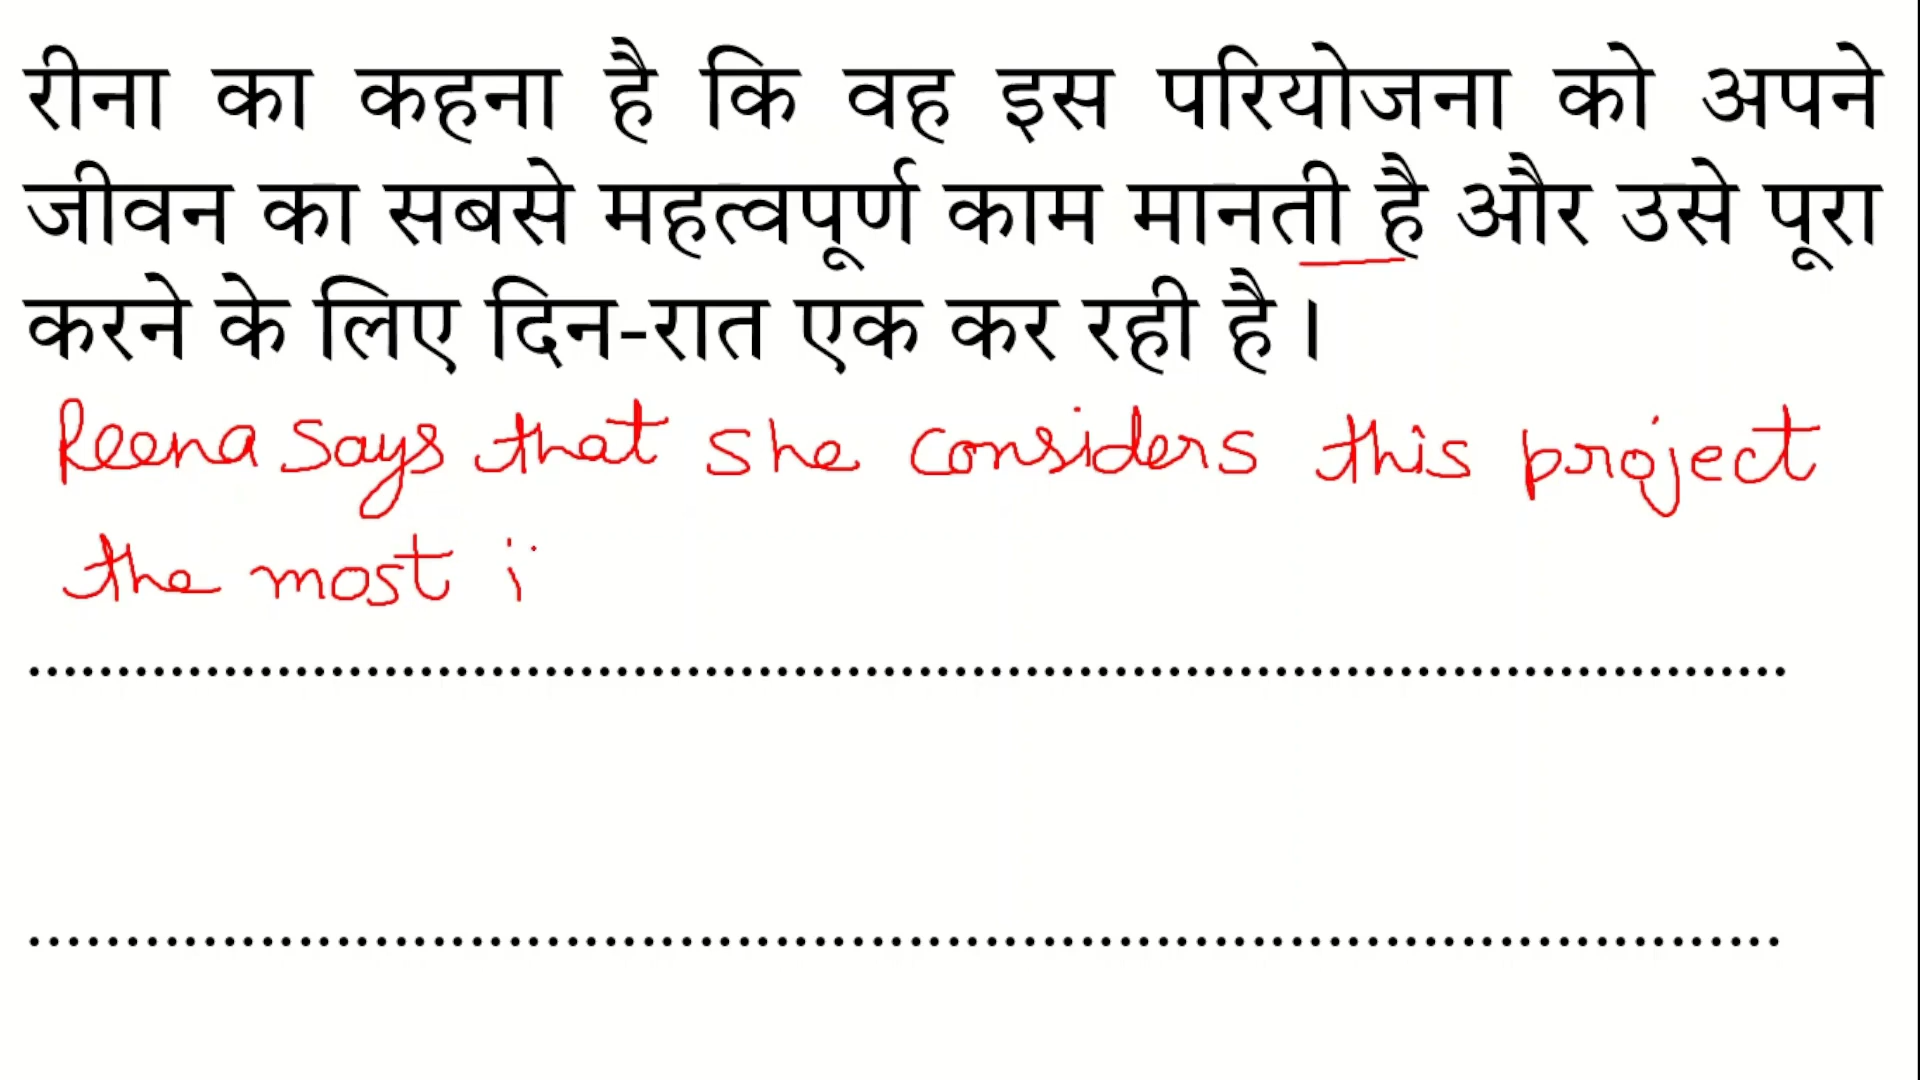 रीना का कहना है कि वह इस परियोजना को अपने
जीवन का सबसे महत्वपूर्ण काम मानती है और उसे पूरा
करने के लिए दिन-रात एक कर रही है।
Reena says that she considers this project
the most i
................................................................................................
................................................................................................